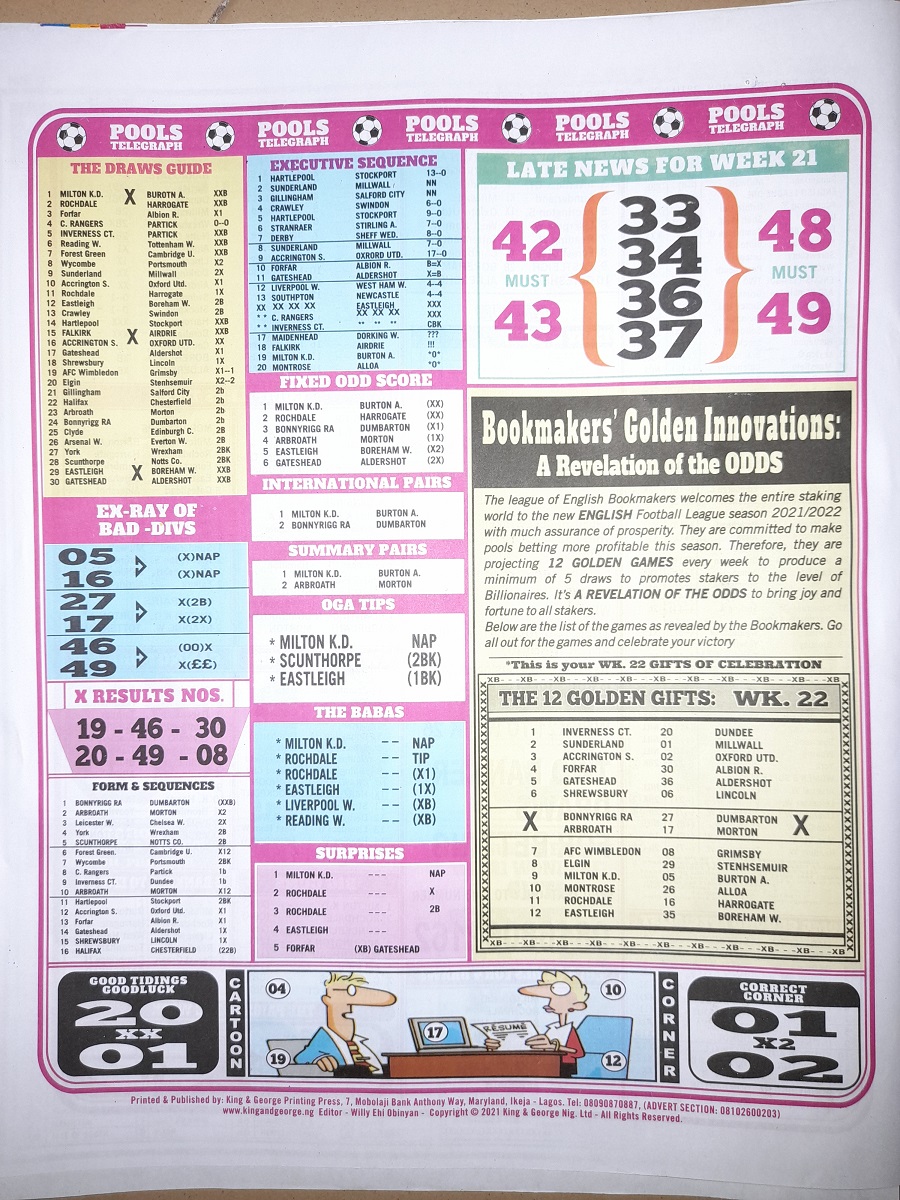 POOLS TELEGRAPH
POOLS TELEGRAPH
POOLS TELEGRAPH
POOLS TELEGRAPH
POOLS TELEGRAPH
THE DRAWS GUIDE
1 MILTON K.D. X BUROTN A. XXB
2 ROCHDALE HARROGATE XXB
3 Forfar Albion R. X1
4 C. RANGERS PARTICK 0--0
5 INVERNESS CT. PARTICK XXB
6 Reading W. Tottenham W. XXB
7 Forest Green Cambridge U. XXB
8 Wycombe Portsmouth X2
9 Sunderland Millwall 2X
10 Accrington S. Oxford Utd. X1
11 Rochdale Harrogate 1X
12 Eastleigh Boreham W. 2B
13 Crawley Swindon 2B
14 Hartlepool Stockport XXB
15 FALKIRK X AIRDRIE XXB
16 ACCRINGTON S. OXFORD UTD. XX
17 Gateshead Aldershot X1
18 Shrewsbury Lincoln 1X
19 AFC Wimbledon Grimsby X1--1
20 Elgin Stenhsemuir X2--2
21 Gillingham Salford City 2b
22 Halifax Chesterfield 2b
23 Arbroath Morton 2b
24 Bonnyrigg RA Dumbarton 2b
25 Clyde Edinburgh C. 2B
26 Arsenal W. Everton W. 2B
27 York Wrexham 2BK
28 Scunthorpe Notts Co. 2BK
29 EASTLEIGH X BOREHAM W. XXB
30 GATESHEAD ALDERSHOT XXB
EX-RAY OF
BAD -DIVS
05 (X)NAP
16 (X)NAP
27 X(2B)
17 X(2X)
46 (00)X
49 X(££)
X RESULTS NOS.
19 - 46 - 30
20 - 49 - 08
FORM & SEQUENCES
1 BONNYRIGG RA DUMBARTON (XXB)
2 ARBROATH MORTON X2
3 Leicester W. Chelsea W. 2X
4 York Wrexham 2B
5 SCUNTHORPE NOTTS CO. 2B
6 Forest Green. Cambridge U. X12
7 Wycombe Portsmouth 2BK
8 C. Rangers Partick 1b
9 Inverness CT. Dundee 1b
10 ARBROATH MORTON X12
11 Hartlepool Stockport 2BK
12 Accrington S. Oxford Utd. X1
13 Forfar Albion R. X1
14 Gateshead Aldershot 1X
15 SHREWSBURY LINCOLN 1X
16 HALIFAX CHESTERFIELD (22B)
EXECUTIVE SEQUENCE
1 HARTLEPOOL STOCKPORT 13--0
2 SUNDERLAND MILLWALL NN
3 GILLINGHAM SALFORD CITY NN
4 CRAWLEY SWINDON 6--0
5 HARTLEPOOL STOCKPORT 9--0
6 STRANRAER STIRLING A. 7--0
7 DERBY SHEFF WED. 8--0
8 SUNDERLAND MILLWALL 7--0
9 ACCRINGTON S. OXRORD UTD. 17--0
10 FORFAR ALBION R. B=X
11 GATESHEAD ALDERSHOT X=B
12 LIVERPOOL W. WEST HAM W. 4--4
13 SOUTHPTON NEWCASTLE 4--4
XX XX XX XX EASTLEIGH XXX
* * C. RANGERS XX XX XX XXX
* * INVERNESS CT. " " " CBK
17 MAIDENHEAD DORKING W. ???
18 FALKIRK AIRDRIE !!!
19 MILTON K.D. BURTON A. *0*
20 MONTROSE ALLOA *0*
FIXED ODD SCORE
1 MILTON K.D. BURTON A. (XX)
2 ROCHDALE HARROGATE (XX)
3 BONNYRIGG RA DUMBARTON (X1)
4 ARBROATH MORTON (1X)
5 EASTLEIGH BOREHAM W. (X2)
6 GATESHEAD ALDERSHOT (2X)
INTERNATIONAL PAIRS
1 MILTON K.D. BURTON A.
2 BONNYRIGG RA DUMBARTON
SUMMARY PAIRS
1 MILTON K.D. BURTON A.
2 ARBROATH MORTON
OGA TIPS
* MILTON K.D. NAP
* SCUNTHORPE (2BK)
* EASTLEIGH (1BK)
THE BABAS
* MILTON K.D. -- NAP
* ROCHDALE -- TIP
* ROCHDALE -- (X1)
* EASTLEIGH -- (1X)
* LIVERPOOL W. -- (XB)
* READING W. -- (XB)
SURPRISES
1 MILTON K.D. --- NAP
2 ROCHDALE --- X
3 ROCHDALE --- 2B
4 EASTLEIGH ---
5 FORFAR (XB) GATESHEAD
LATE NEWS FOR WEEK 21
42 MUST 43
33
34
36
37
48 MUST 49
Bookmakers' Golden Innovations:
A Revelation of the ODDS
The league of English Bookmakers welcomes the entire staking
world to the new ENGLISH Football League season 2021/2022
with much assurance of prosperity. They are committed to make
pools betting more profitable this season. Therefore, they are
projecting 12 GOLDEN GAMES every week to produce a
minimum of 5 draws to promotes stakers to the level of
Billionaires. It's A REVELATION OF THE ODDS to bring joy and
fortune to all stakers.
Below are the list of the games as revealed by the Bookmakers. Go
all out for the games and celebrate your victory
*This is your WK. 22 GIFTS OF CELEBRATION
XB - - - XB - - - XB - - - XB - - - XB - - - XB - - - XB - - - XB
THE 12 GOLDEN GIFTS: WK. 22
1 INVERNESS CT. 20 DUNDEE
2 SUNDERLAND 01 MILLWALL
3 ACCRINGTON S. 02 OXFORD UTD.
4 FORFAR 30 ALBION R.
5 GATESHEAD 36 ALDERSHOT
6 SHREWSBURY 06 LINCOLN
X BONNYRIGG RA 27 DUMBARTON X
ARBROATH 17 MORTON
7 AFC WIMBLEDON 08 GRIMSBY
8 ELGIN 29 STENHSEMUIR
9 MILTON K.D. 05 BURTON A.
10 MONTROSE 26 ALLOA
11 ROCHDALE 16 HARROGATE
12 EASTLEIGH 35 BOREHAM W.
XB - - - XB - - - XB - - - XB - - - XB - - - XB - - - XB - - - XB
GOOD TIDINGS
GOODLUCK
20
XX
01
CARTOON
04
19
17
RÉSUMÉ
10
12
CORNER
CORRECT
CORNER
01
X2
02
Printed & Published by: King & George Printing Press, 7, Mobolaji Bank Anthony Way, Maryland, Ikeja - Lagos. Tel: 08090870887, (ADVERT SECTION: 08102600203)
www.kingandgeorge.ng Editor - Willy Ehi Obinyan - Copyright © 2021 King & George Nig. Ltd - All Rights Reserved.